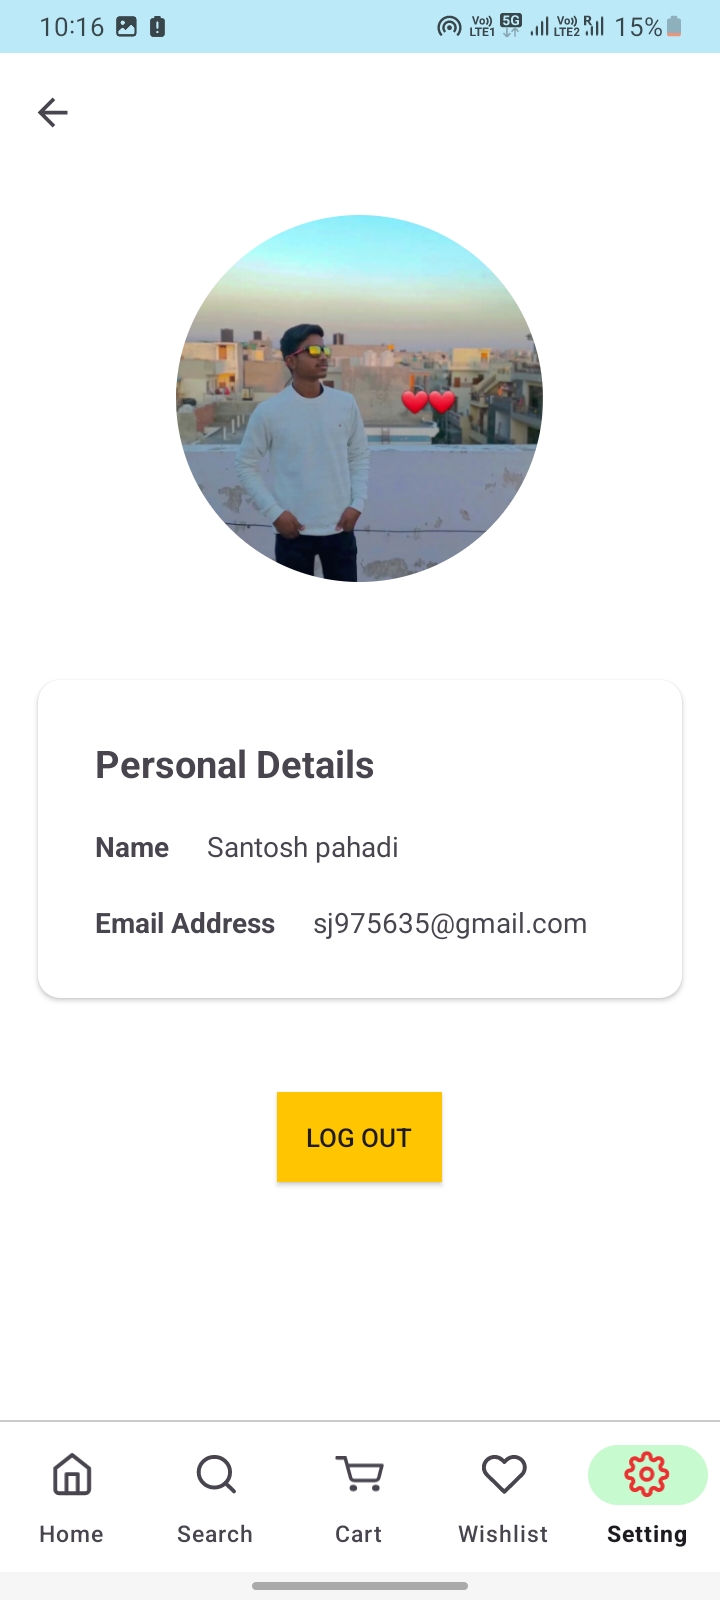 10:16 Vo)) LTE1 5G Vo)) LTE2 R 15%
Personal Details
Name Santosh pahadi
Email Address sj975635@gmail.com
LOG OUT
Home Search Cart Wishlist Setting